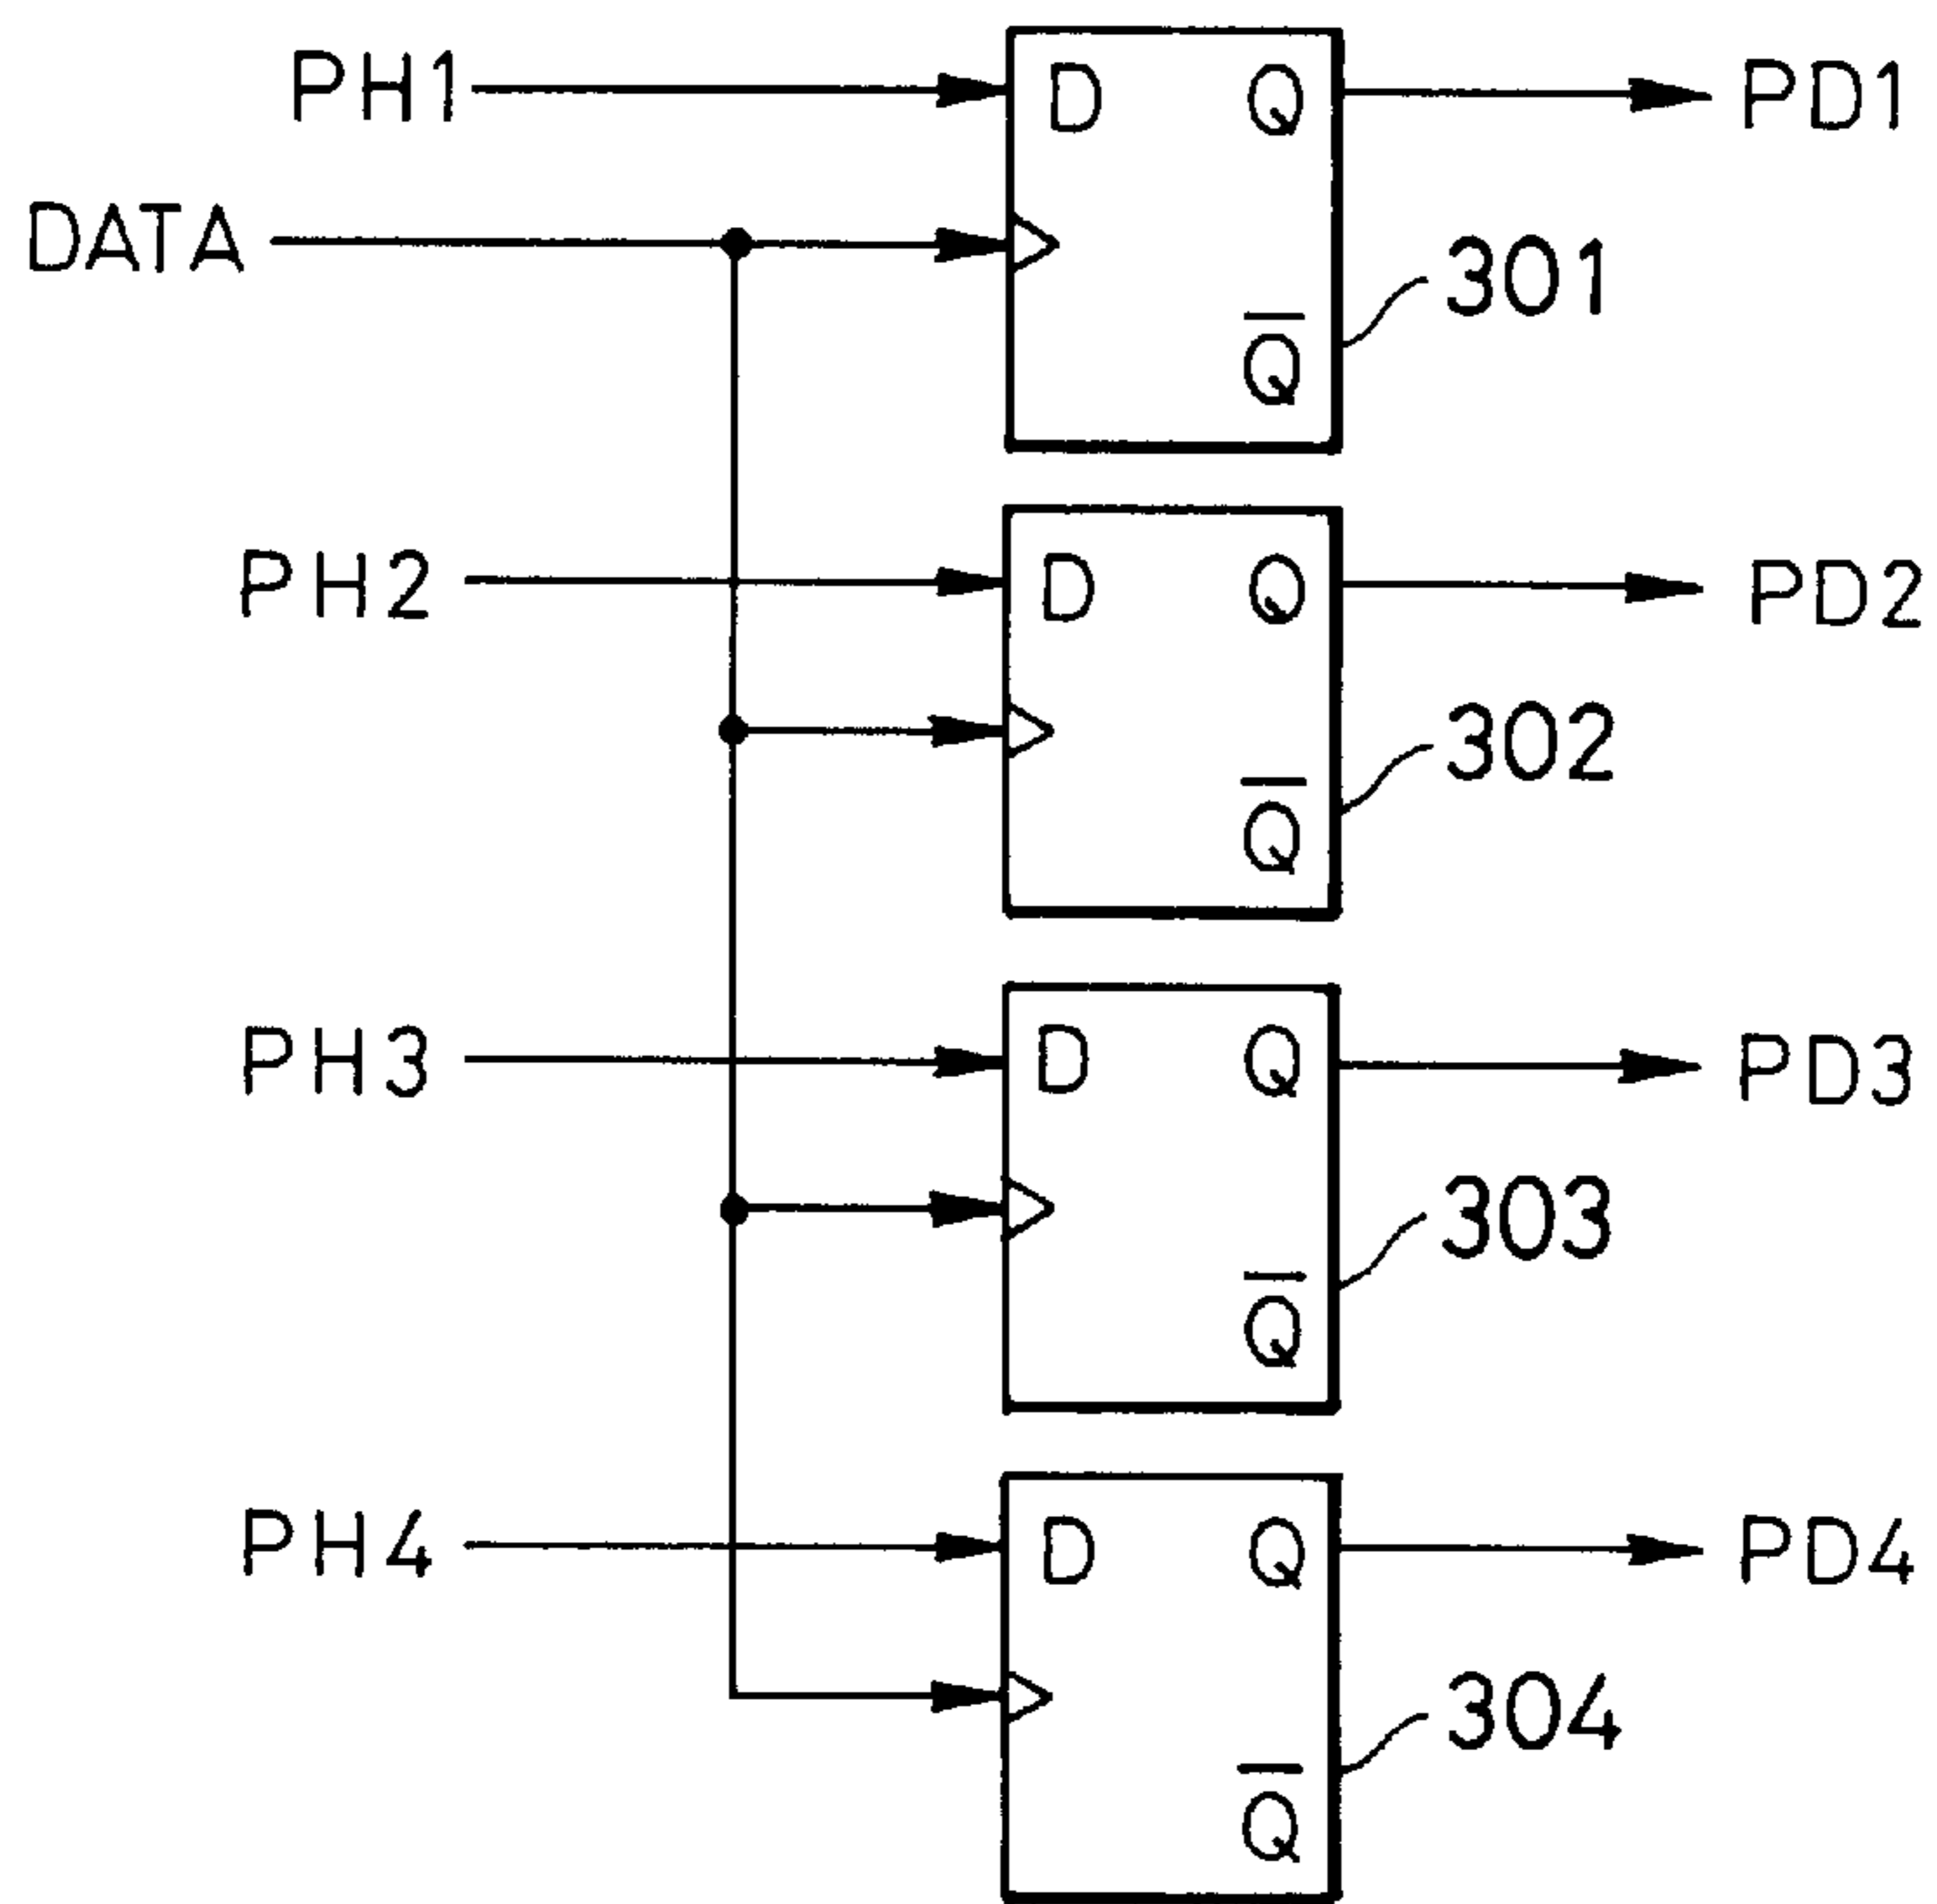 PH1 D Q PD1
DATA
301
Q̅
PH2 D Q PD2
302
Q̅
PH3 D Q PD3
303
Q̅
PH4 D Q PD4
304
Q̅